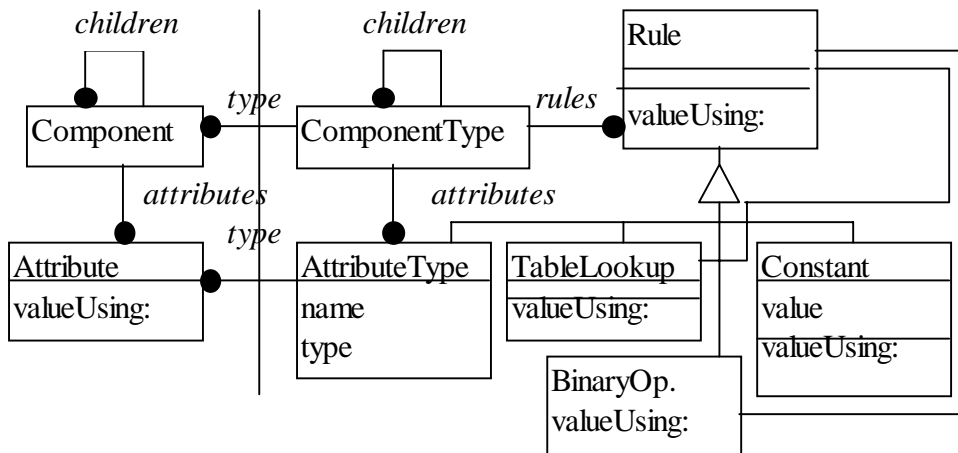 children
children
Rule
type
rules
valueUsing:
Component
ComponentType
attributes
attributes
type
Attribute
valueUsing:
AttributeType
name
type
TableLookup
valueUsing:
Constant
value
valueUsing:
BinaryOp.
valueUsing: